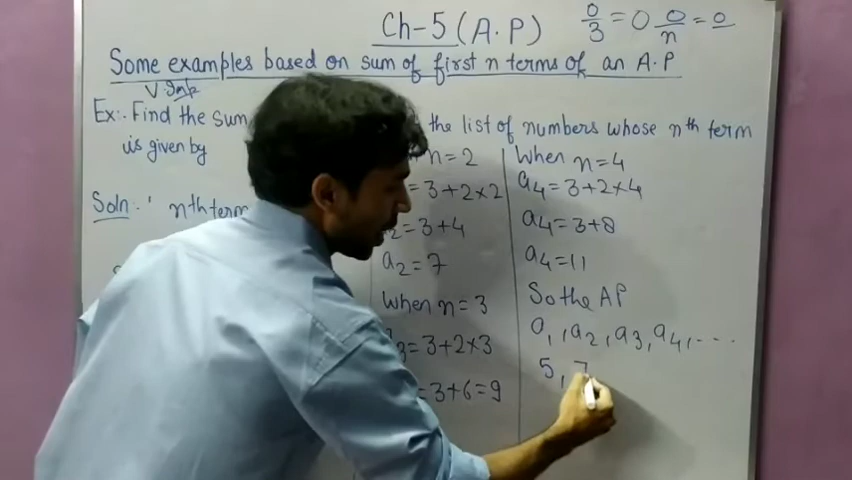 Ch-5 (A.P)
0/3 = 0 0/n = 0
Some examples based on sum of first n terms of an A.P
V. Imp
Ex:- Find the sum the list of numbers whose nth term
is given by
Soln:- nth term
n=2
=3+2×2
=3+4
a2=7
When n=3
=3+2×3
=3+6=9
When n=4
a4=3+2×4
a4=3+8
a4=11
So the AP
a1,a2,a3,a4,...
5, 7